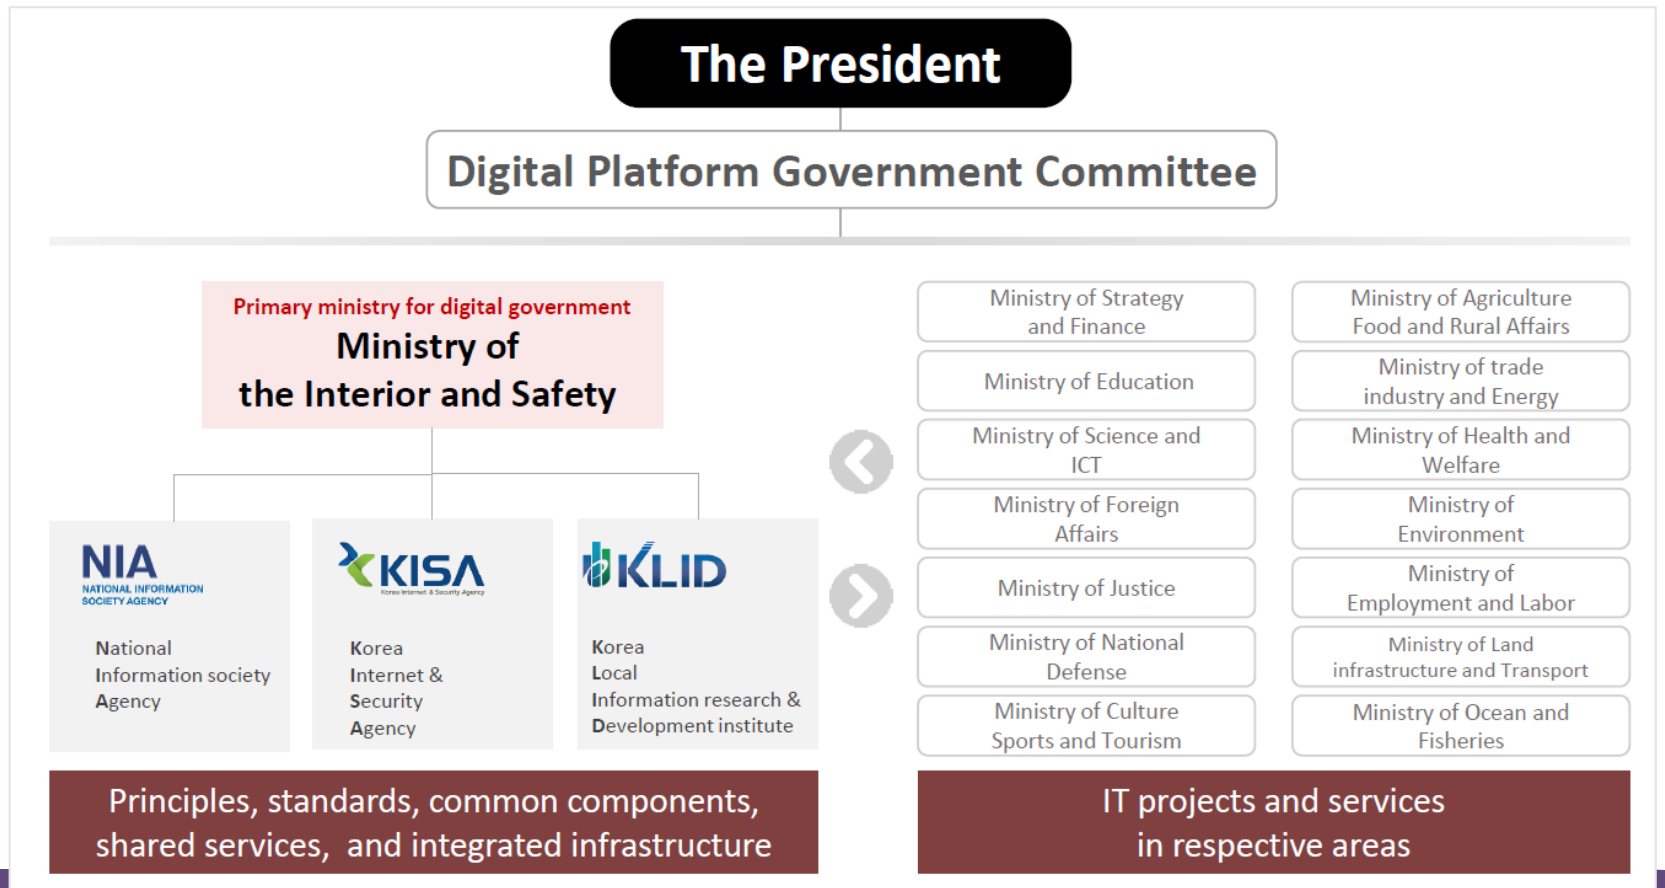 The President
Digital Platform Government Committee
Primary ministry for digital government
Ministry of
the Interior and Safety
NIA
NATIONAL INFORMATION
SOCIETY AGENCY
National
Information society
Agency
KISA
Korea Internet & Security Agency
Korea
Internet &
Security
Agency
KLID
Korea
Local
Information research &
Development institute
Principles, standards, common components,
shared services, and integrated infrastructure
Ministry of Strategy
and Finance
Ministry of Education
Ministry of Science and
ICT
Ministry of Foreign
Affairs
Ministry of Justice
Ministry of National
Defense
Ministry of Culture
Sports and Tourism
Ministry of Agriculture
Food and Rural Affairs
Ministry of trade
industry and Energy
Ministry of Health and
Welfare
Ministry of
Environment
Ministry of
Employment and Labor
Ministry of Land
infrastructure and Transport
Ministry of Ocean and
Fisheries
IT projects and services
in respective areas